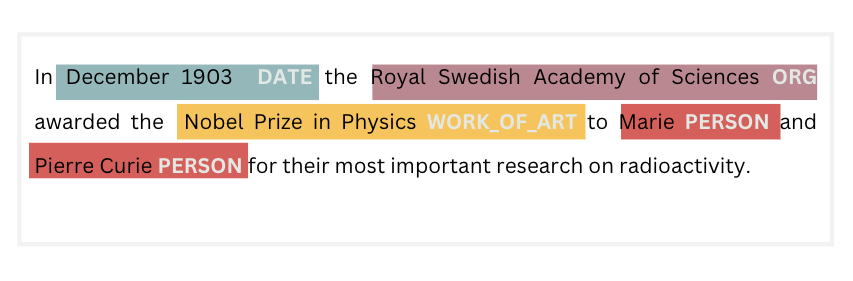 In December 1903 DATE the Royal Swedish Academy of Sciences ORG
awarded the Nobel Prize in Physics WORK_OF_ART to Marie PERSON and
Pierre Curie PERSON for their most important research on radioactivity.